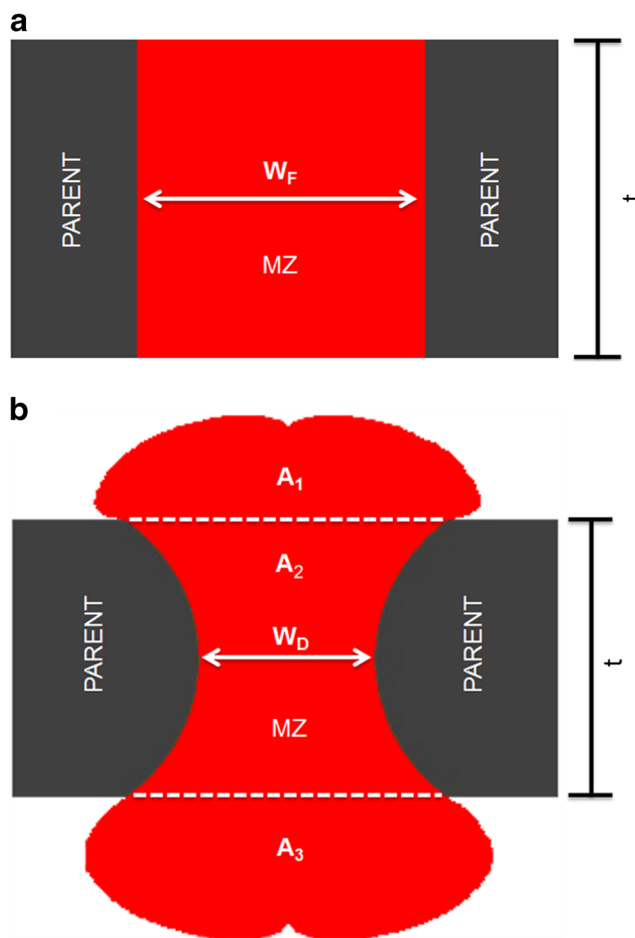 a
PARENT
W_F
MZ
PARENT
t
b
A_1
A_2
PARENT
W_D
MZ
PARENT
t
A_3